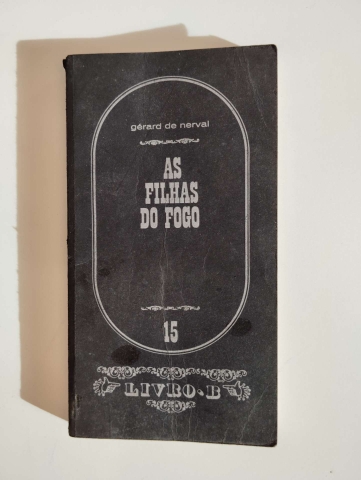 gérard de nerval
AS
FILHAS
DO FOGO
15
LIVRO·B